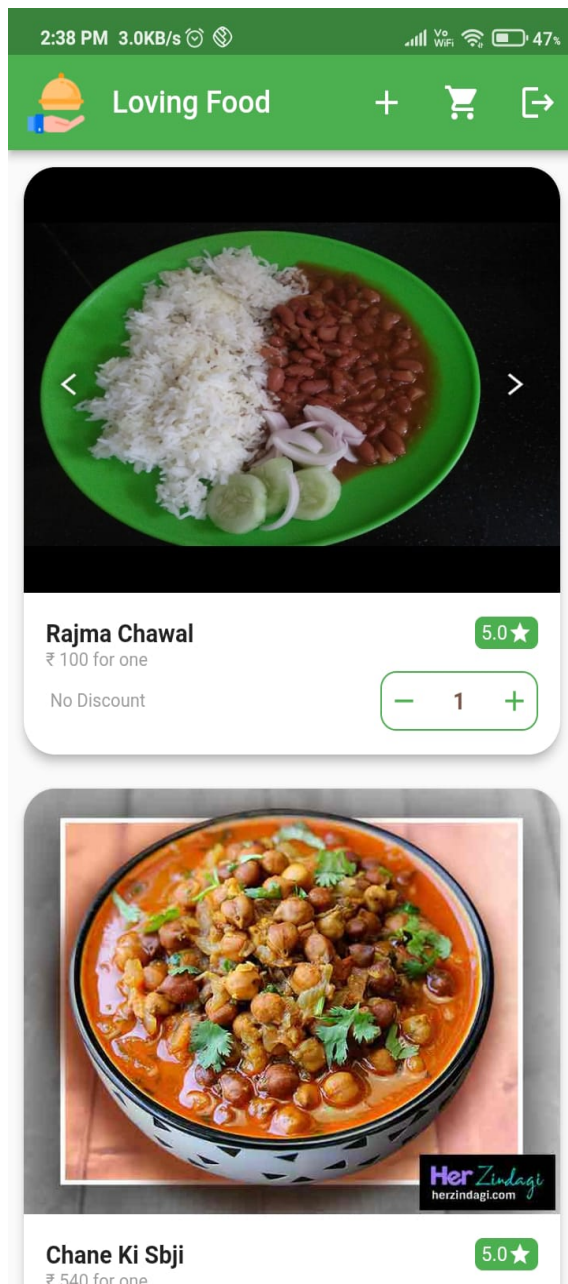 2:38 PM 3.0KB/s Vo WiFi 47%
Loving Food
Rajma Chawal 5.0
₹ 100 for one
No Discount 1
Her Zindagi
herzindagi.com
Chane Ki Sbji 5.0
₹ 540 for one